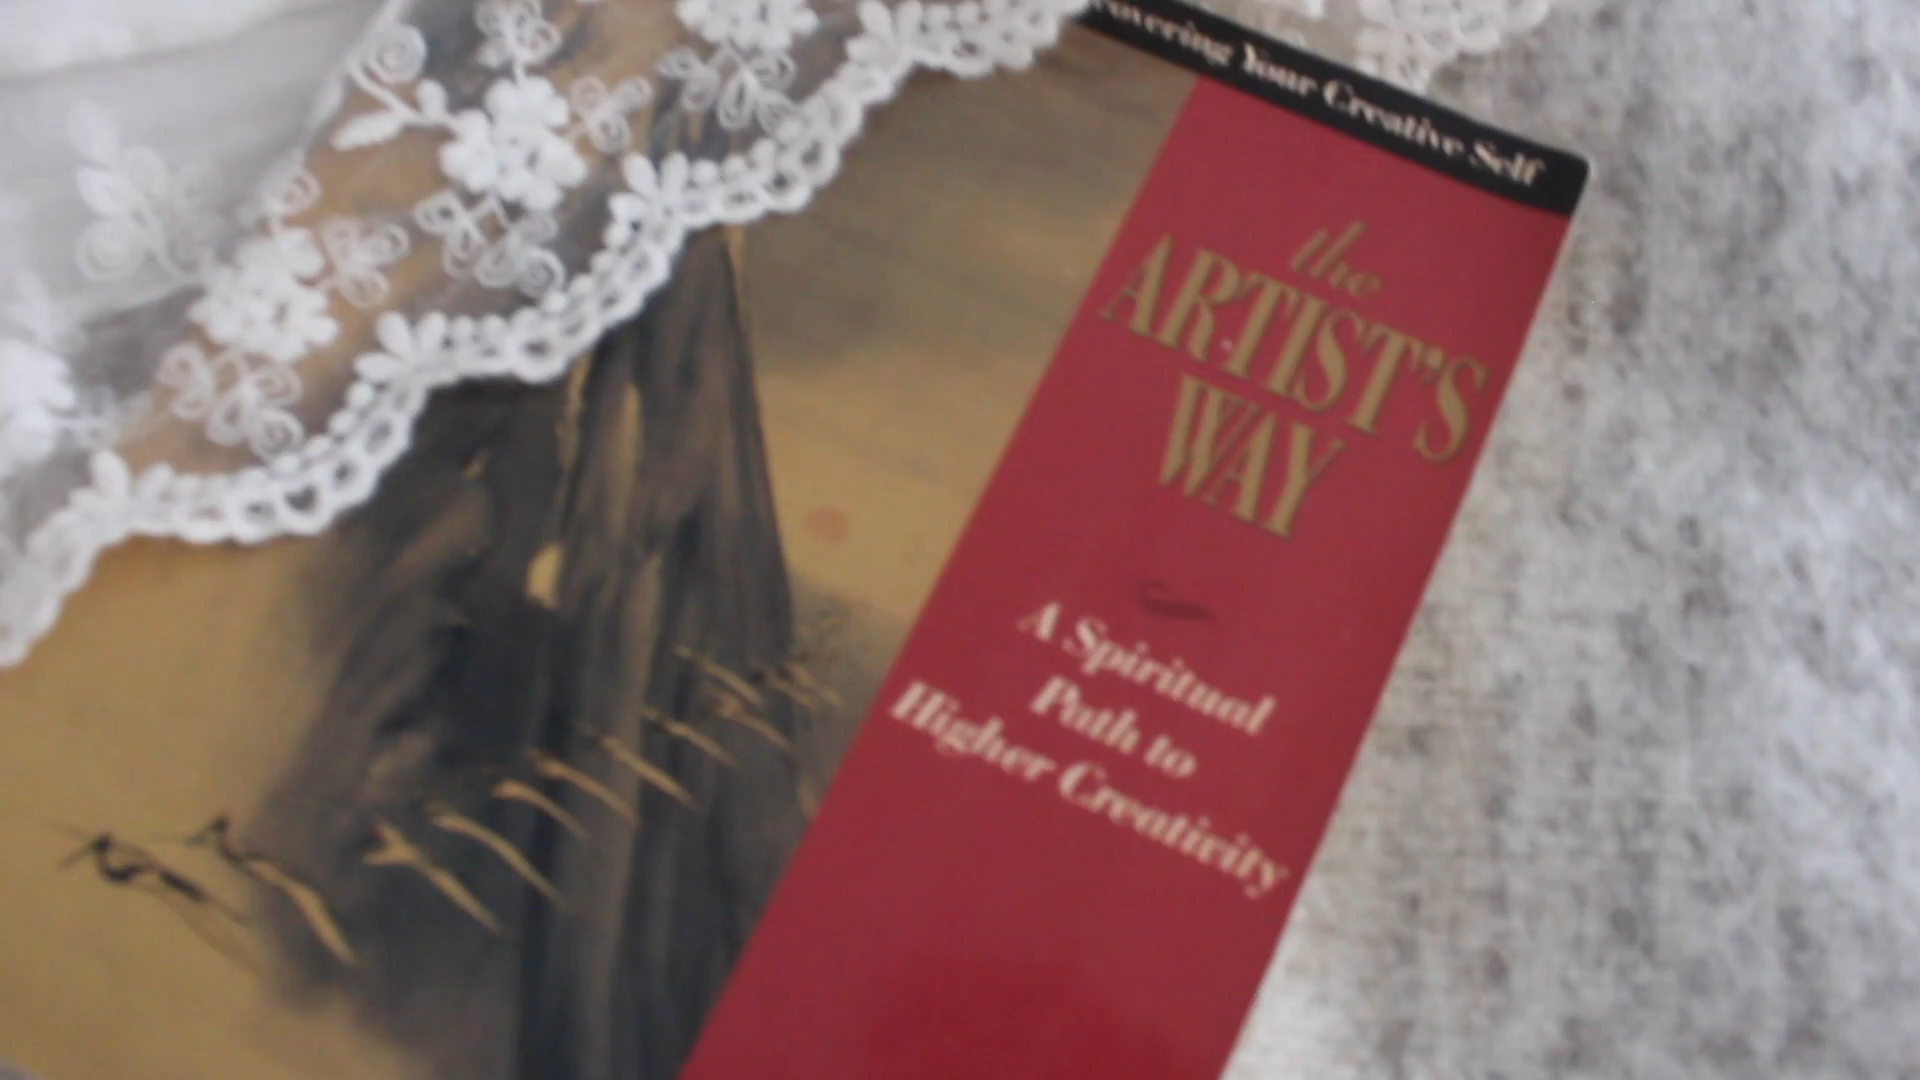 Your Creative Self
the
ARTIST'S
WAY
A Spiritual
Path to
Higher Creativity